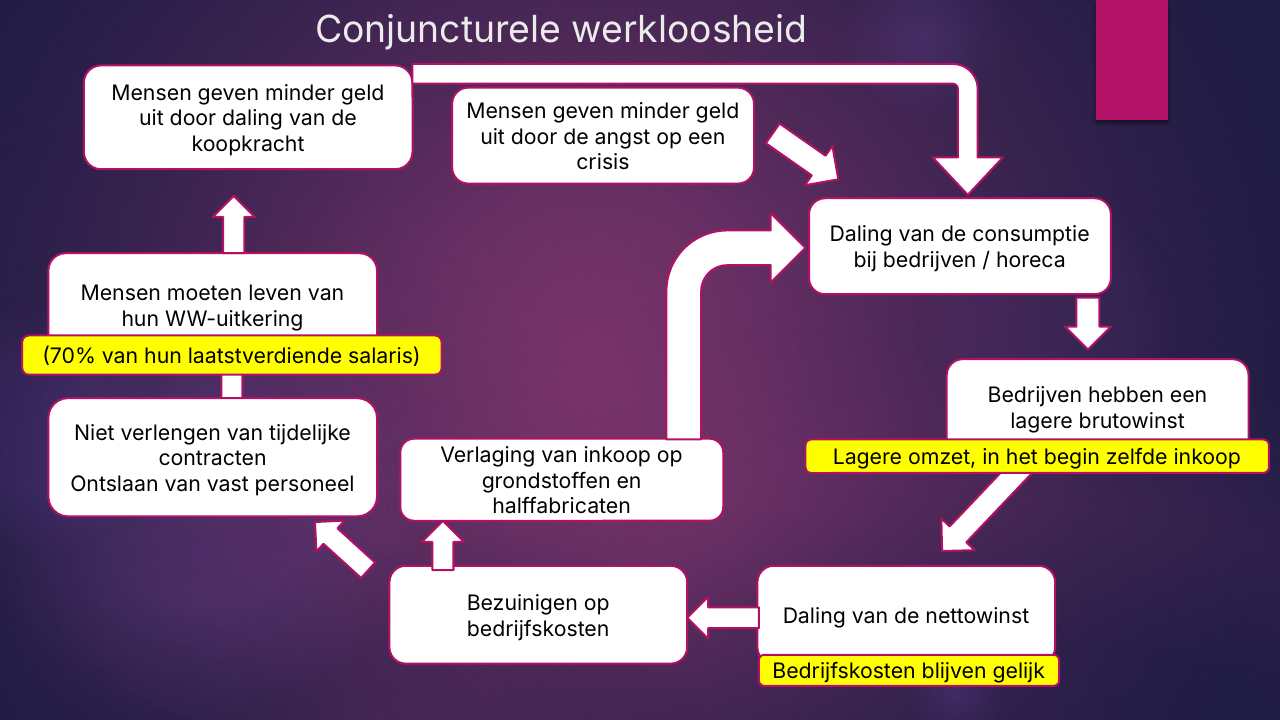 Conjuncturele werkloosheid
Mensen geven minder geld
uit door daling van de
koopkracht
Mensen geven minder geld
uit door de angst op een
crisis
Daling van de consumptie
bij bedrijven / horeca
Mensen moeten leven van
hun WW-uitkering
(70% van hun laatstverdiende salaris)
Bedrijven hebben een
lagere brutowinst
Lagere omzet, in het begin zelfde inkoop
Niet verlengen van tijdelijke
contracten
Ontslaan van vast personeel
Verlaging van inkoop op
grondstoffen en
halffabricaten
Bezuinigen op
bedrijfskosten
Daling van de nettowinst
Bedrijfskosten blijven gelijk